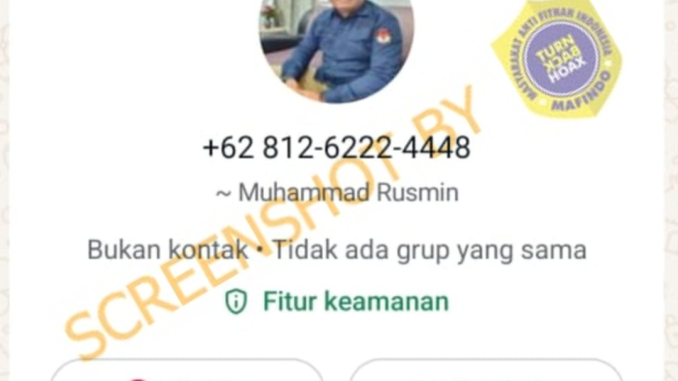 MASYARAKAT ANTI FITNAH INDONESIA
TURN
BACK
HOAX
MAFINDO
+62 812-6222-4448
~ Muhammad Rusmin
Bukan kontak • Tidak ada grup yang sama
Fitur keamanan
SCREENSHOT BY